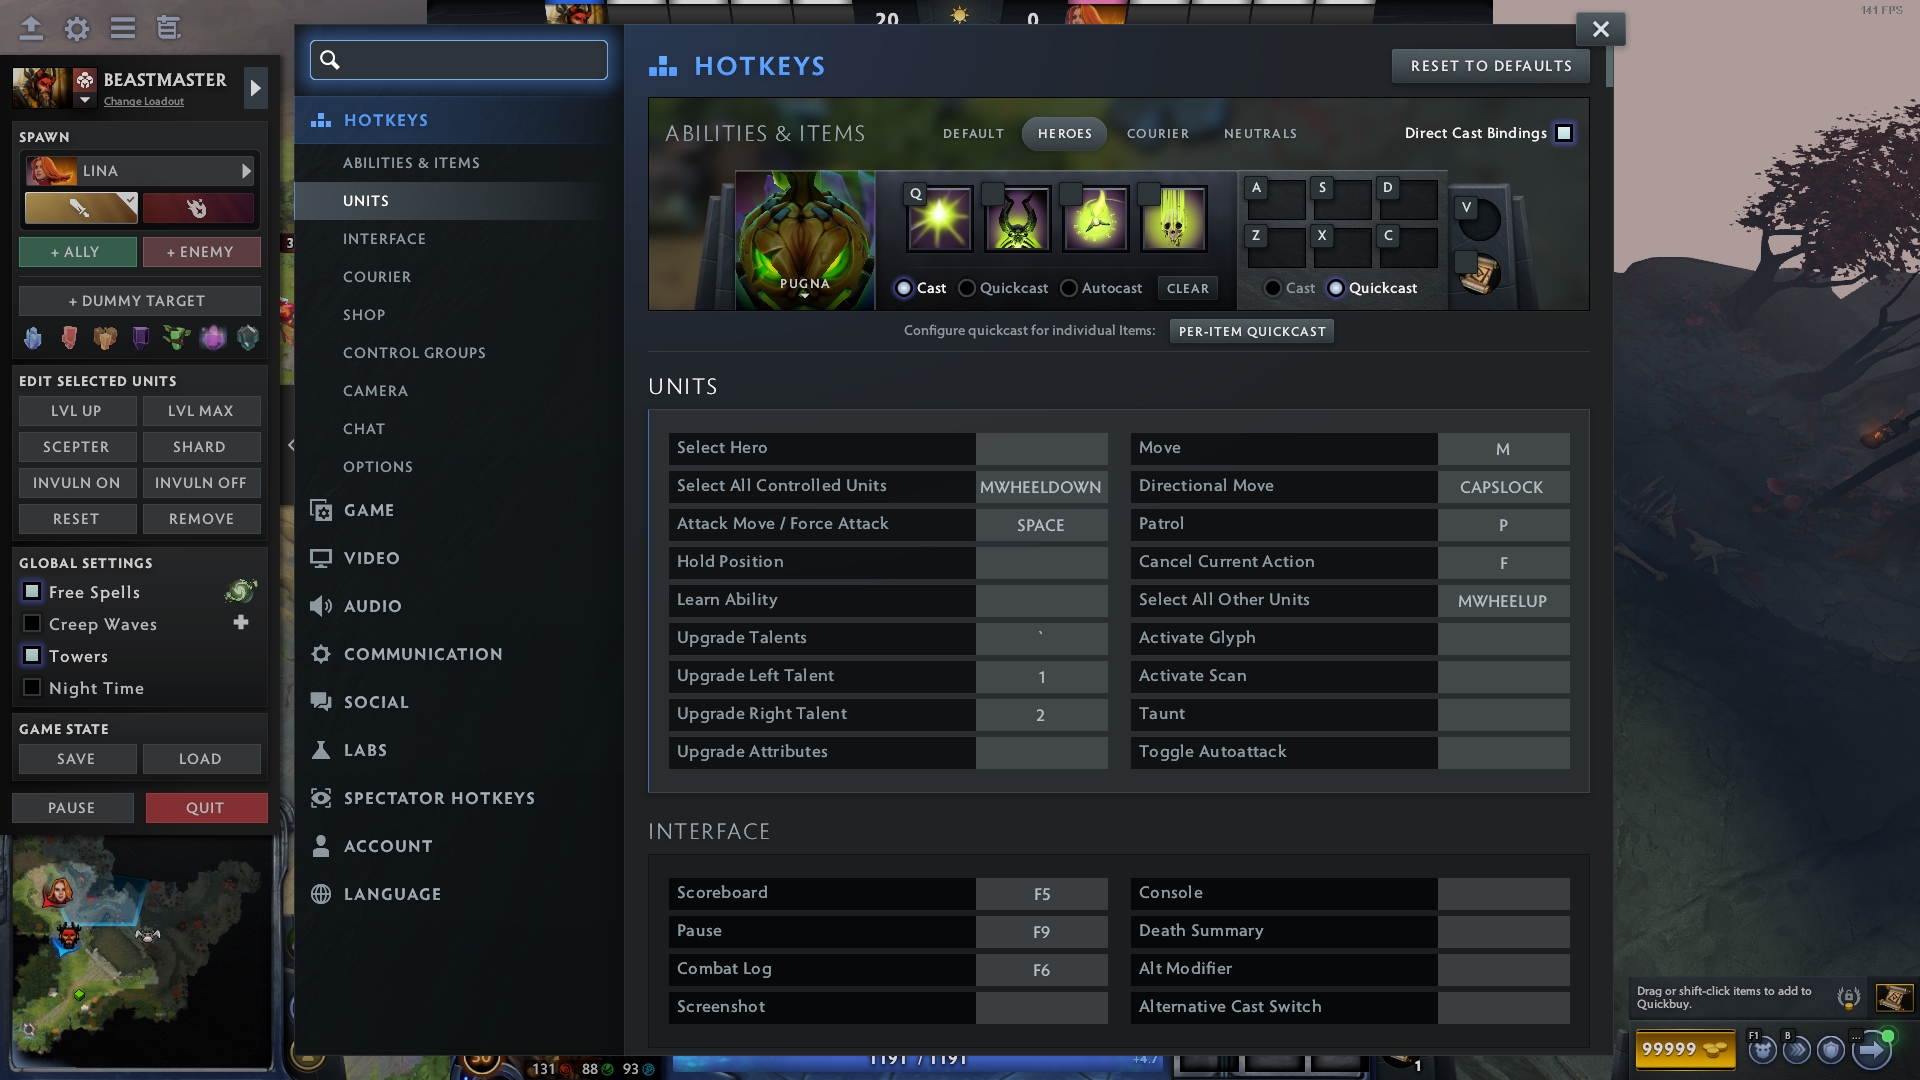 141 FPS
20
0
BEASTMASTER
Change Loadout
SPAWN
LINA
+ ALLY
+ ENEMY
+ DUMMY TARGET
EDIT SELECTED UNITS
LVL UP
LVL MAX
SCEPTER
SHARD
INVULN ON
INVULN OFF
RESET
REMOVE
GLOBAL SETTINGS
Free Spells
Creep Waves
Towers
Night Time
GAME STATE
SAVE
LOAD
PAUSE
QUIT
3
HOTKEYS
ABILITIES & ITEMS
UNITS
INTERFACE
COURIER
SHOP
CONTROL GROUPS
CAMERA
CHAT
OPTIONS
GAME
VIDEO
AUDIO
COMMUNICATION
SOCIAL
LABS
SPECTATOR HOTKEYS
ACCOUNT
LANGUAGE
HOTKEYS
RESET TO DEFAULTS
ABILITIES & ITEMS
DEFAULT
HEROES
COURIER
NEUTRALS
Direct Cast Bindings
PUGNA
Q
A
S
D
Z
X
C
V
Cast
Quickcast
Autocast
CLEAR
Cast
Quickcast
Configure quickcast for individual Items:
PER-ITEM QUICKCAST
UNITS
Select Hero
Move
M
Select All Controlled Units
MWHEELDOWN
Directional Move
CAPSLOCK
Attack Move / Force Attack
SPACE
Patrol
P
Hold Position
Cancel Current Action
F
Learn Ability
Select All Other Units
MWHEELUP
Upgrade Talents
`
Activate Glyph
Upgrade Left Talent
1
Activate Scan
Upgrade Right Talent
2
Taunt
Upgrade Attributes
Toggle Autoattack
INTERFACE
Scoreboard
F5
Console
Pause
F9
Death Summary
Combat Log
F6
Alt Modifier
Screenshot
Alternative Cast Switch
30
131
88
93
1191 / 1191
+4.7
1
Drag or shift-click items to add to
Quickbuy.
99999
F1
B
...